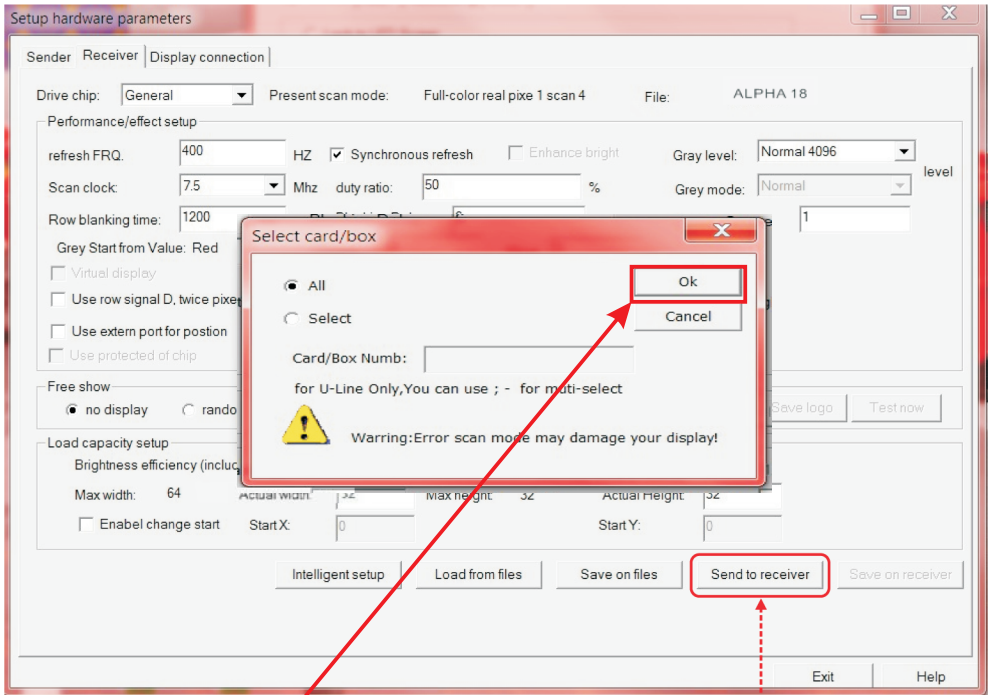 Setup hardware parameters
Sender Receiver Display connection
Drive chip: General Present scan mode: Full-color real pixe 1 scan 4 File: ALPHA 18
Performance/effect setup
refresh FRQ. 400 HZ Synchronous refresh Enhance bright Gray level: Normal 4096 level
Scan clock: 7.5 Mhz duty ratio: 50 % Grey mode: Normal
Row blanking time: 1200 1
Grey Start from Value: Red
Virtual display
Use row signal D, twice pixe
Use extern port for postion
Use protected of chip
Select card/box
All Ok
Select Cancel
Card/Box Numb:
for U-Line Only,You can use ; - for muti-select
Warring:Error scan mode may damage your display!
Free show
no display rando Save logo Test now
Load capacity setup
Brightness efficiency (includ
Max width: 64 Actual width: 32 Max height: 32 Actual Height: 32
Enabel change start Start X: 0 Start Y: 0
Intelligent setup Load from files Save on files Send to receiver Save on receiver
Exit Help